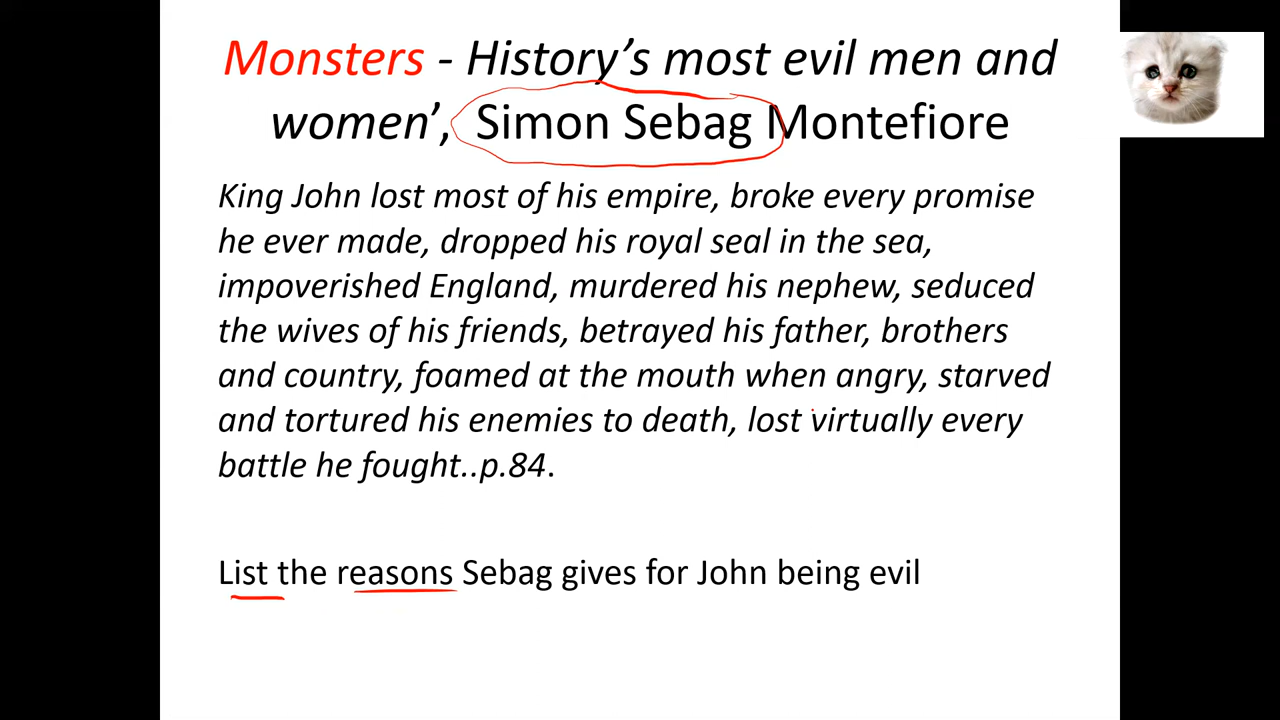 Monsters - History’s most evil men and
women’, Simon Sebag Montefiore
King John lost most of his empire, broke every promise
he ever made, dropped his royal seal in the sea,
impoverished England, murdered his nephew, seduced
the wives of his friends, betrayed his father, brothers
and country, foamed at the mouth when angry, starved
and tortured his enemies to death, lost virtually every
battle he fought..p.84.
List the reasons Sebag gives for John being evil